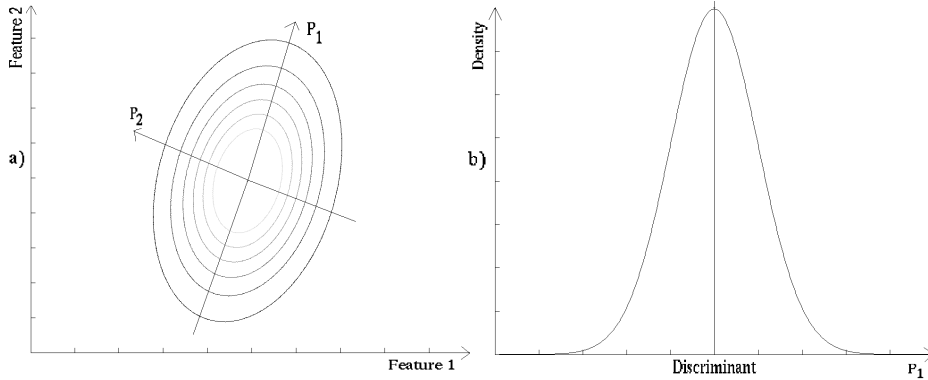 a)
Feature 2
P1
P2
Feature 1
b)
Density
Discriminant
P1